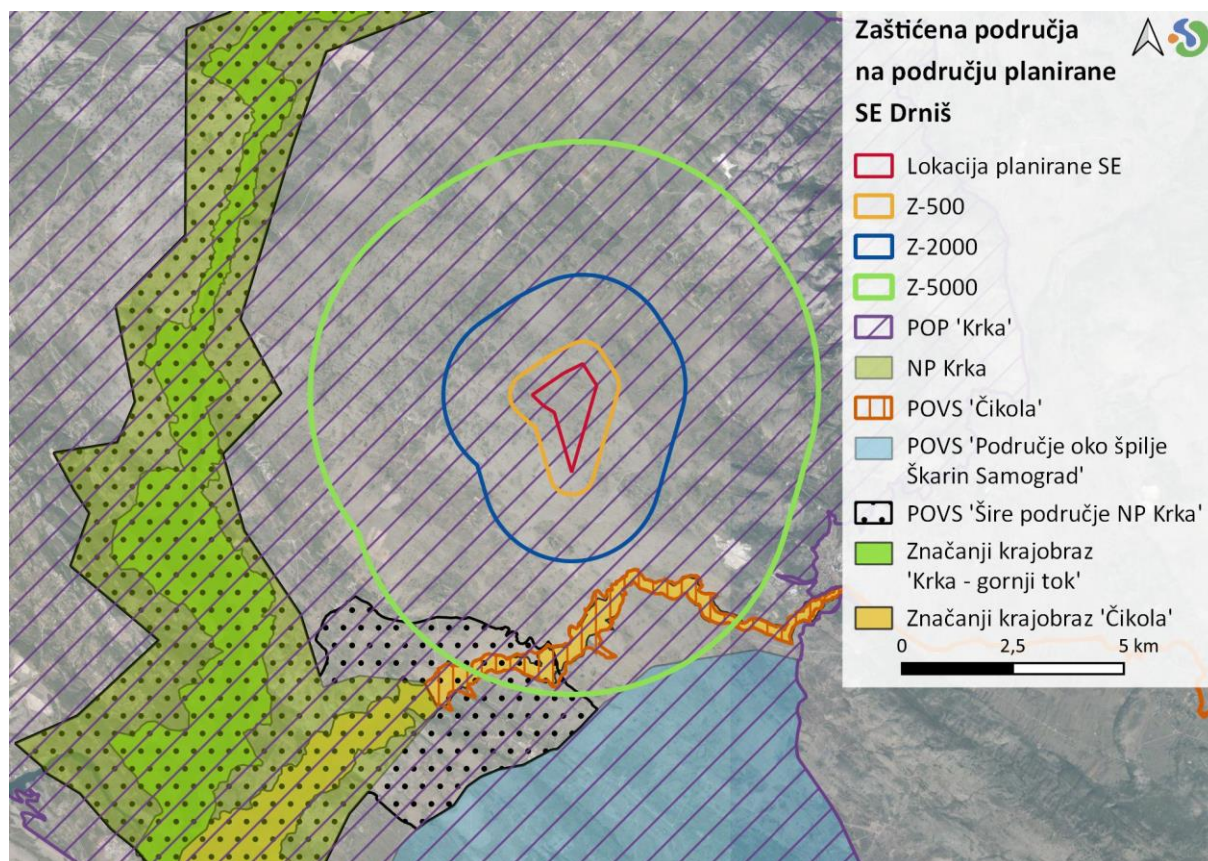 Zaštićena područja
na području planirane
SE Drniš
Lokacija planirane SE
Z-500
Z-2000
Z-5000
POP 'Krka'
NP Krka
POVS 'Čikola'
POVS 'Područje oko špilje
Škarin Samograd'
POVS 'Šire područje NP Krka'
Značanji krajobraz
'Krka - gornji tok'
Značanji krajobraz 'Čikola'
0 2,5 5 km